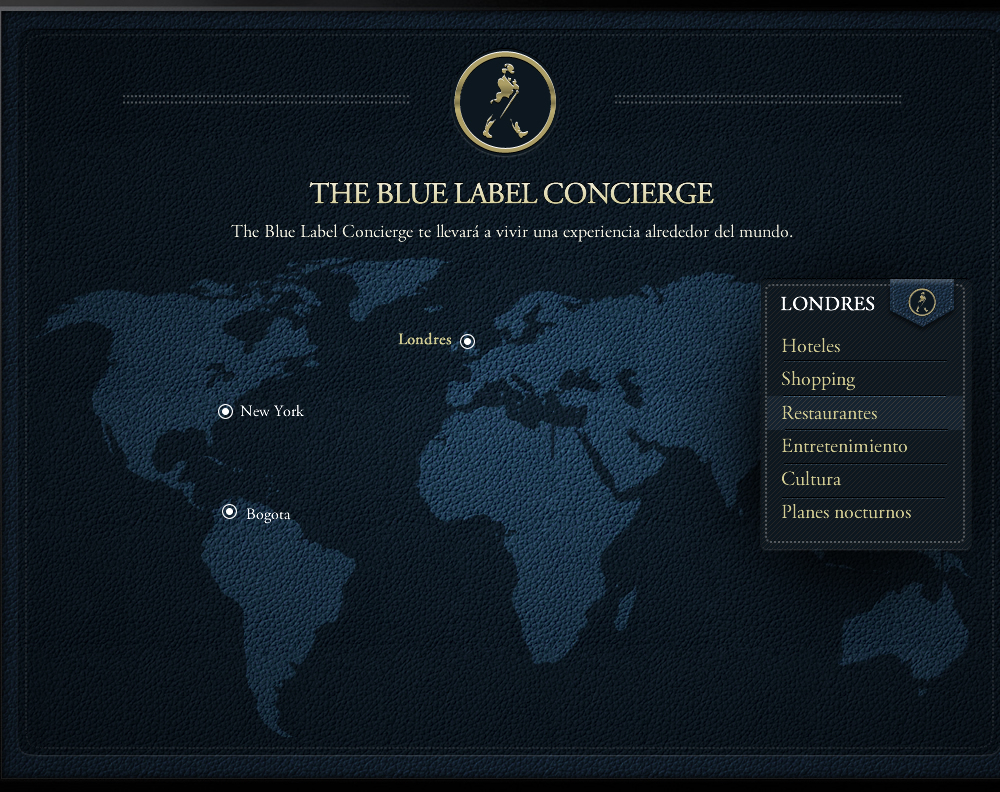 THE BLUE LABEL CONCIERGE
The Blue Label Concierge te llevará a vivir una experiencia alrededor del mundo.
Londres
New York
Bogota
LONDRES
Hoteles
Shopping
Restaurantes
Entretenimiento
Cultura
Planes nocturnos